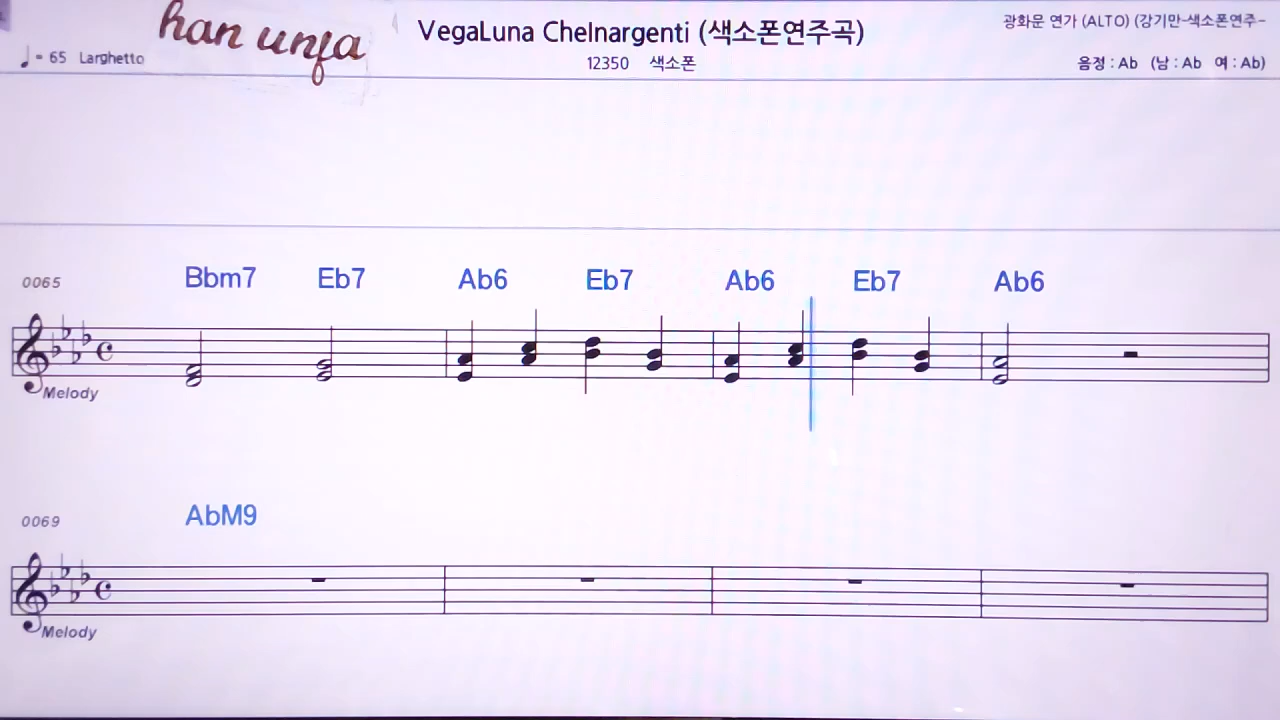 han unfa
VegaLuna CheInargenti (색소폰연주곡)
광화문 연가 (ALTO) (강기만-색소폰연주-
♩ = 65 Larghetto
12350 색소폰
음정 : Ab (남 : Ab 여 : Ab)
0065 Bbm7 Eb7 Ab6 Eb7 Ab6 Eb7 Ab6
Melody
0069 AbM9
Melody